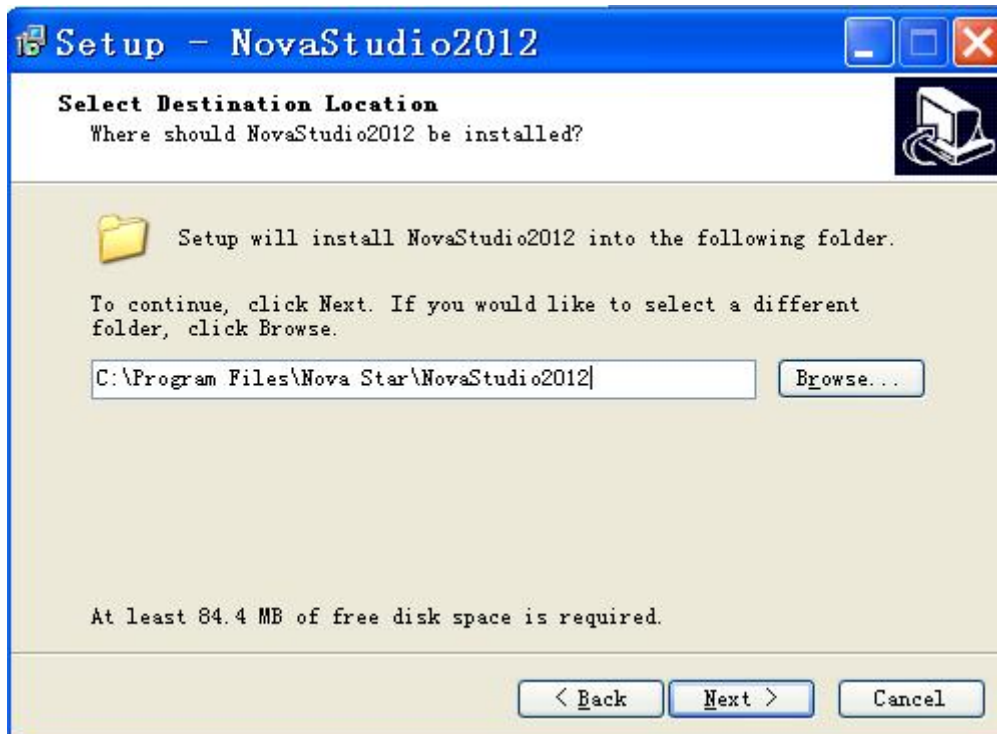 Setup - NovaStudio2012
Select Destination Location
Where should NovaStudio2012 be installed?
Setup will install NovaStudio2012 into the following folder.
To continue, click Next. If you would like to select a different
folder, click Browse.
C:\Program Files\Nova Star\NovaStudio2012
Browse...
At least 84.4 MB of free disk space is required.
< Back
Next >
Cancel